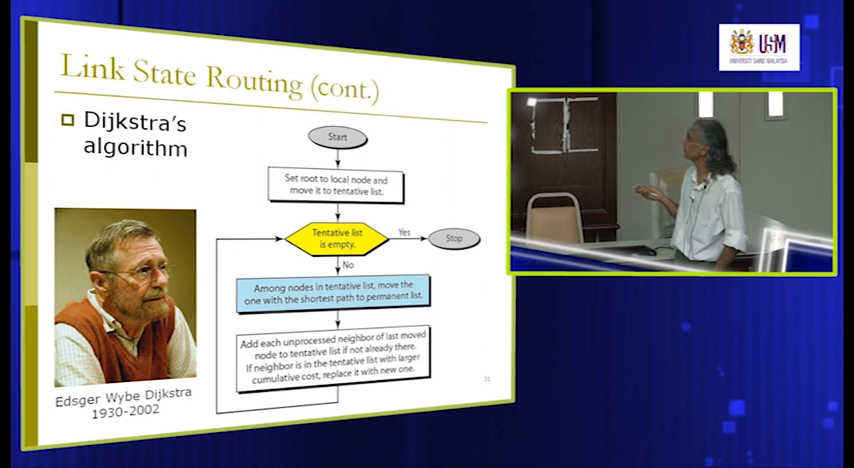 Link State Routing (cont.)
Dijkstra's
algorithm
Start
Set root to local node and
move it to tentative list.
Tentative list
is empty.
Yes
Stop
No
Among nodes in tentative list, move the
one with the shortest path to permanent list.
Add each unprocessed neighbor of last moved
node to tentative list if not already there.
If neighbor is in the tentative list with larger
cumulative cost, replace it with new one.
Edsger Wybe Dijkstra
1930-2002
USM
UNIVERSITI SAINS MALAYSIA